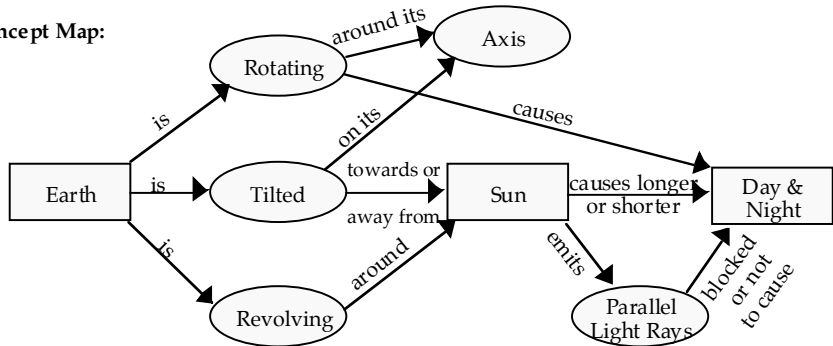 ncept Map:
around its
Axis
Rotating
causes
is
on its
Earth
is
Tilted
towards or
away from
Sun
causes longer
or shorter
Day &
Night
is
around
emits
blocked
or not
to cause
Revolving
Parallel
Light Rays